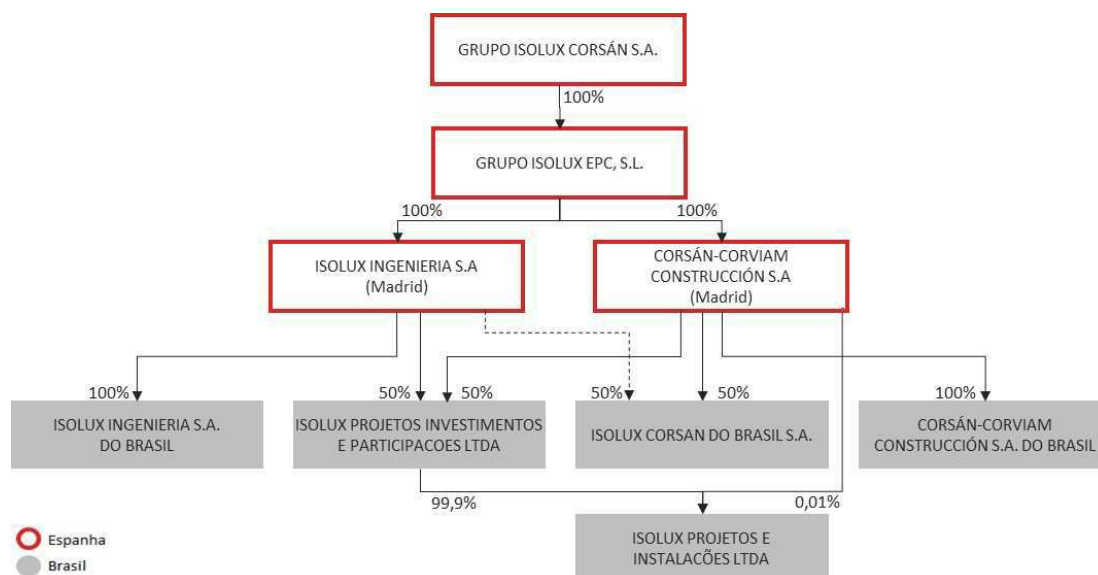 GRUPO ISOLUX CORSÁN S.A.
100%
GRUPO ISOLUX EPC, S.L.
100%
100%
ISOLUX INGENIERIA S.A
(Madrid)
CORSÁN-CORVIAM
CONSTRUCCIÓN S.A
(Madrid)
100%
50%
50%
50%
50%
100%
ISOLUX INGENIERIA S.A.
DO BRASIL
ISOLUX PROJETOS INVESTIMENTOS
E PARTICIPACOES LTDA
ISOLUX CORSAN DO BRASIL S.A.
CORSÁN-CORVIAM
CONSTRUCCIÓN S.A. DO BRASIL
99,9%
0,01%
ISOLUX PROJETOS E
INSTALACÕES LTDA
Espanha
Brasil